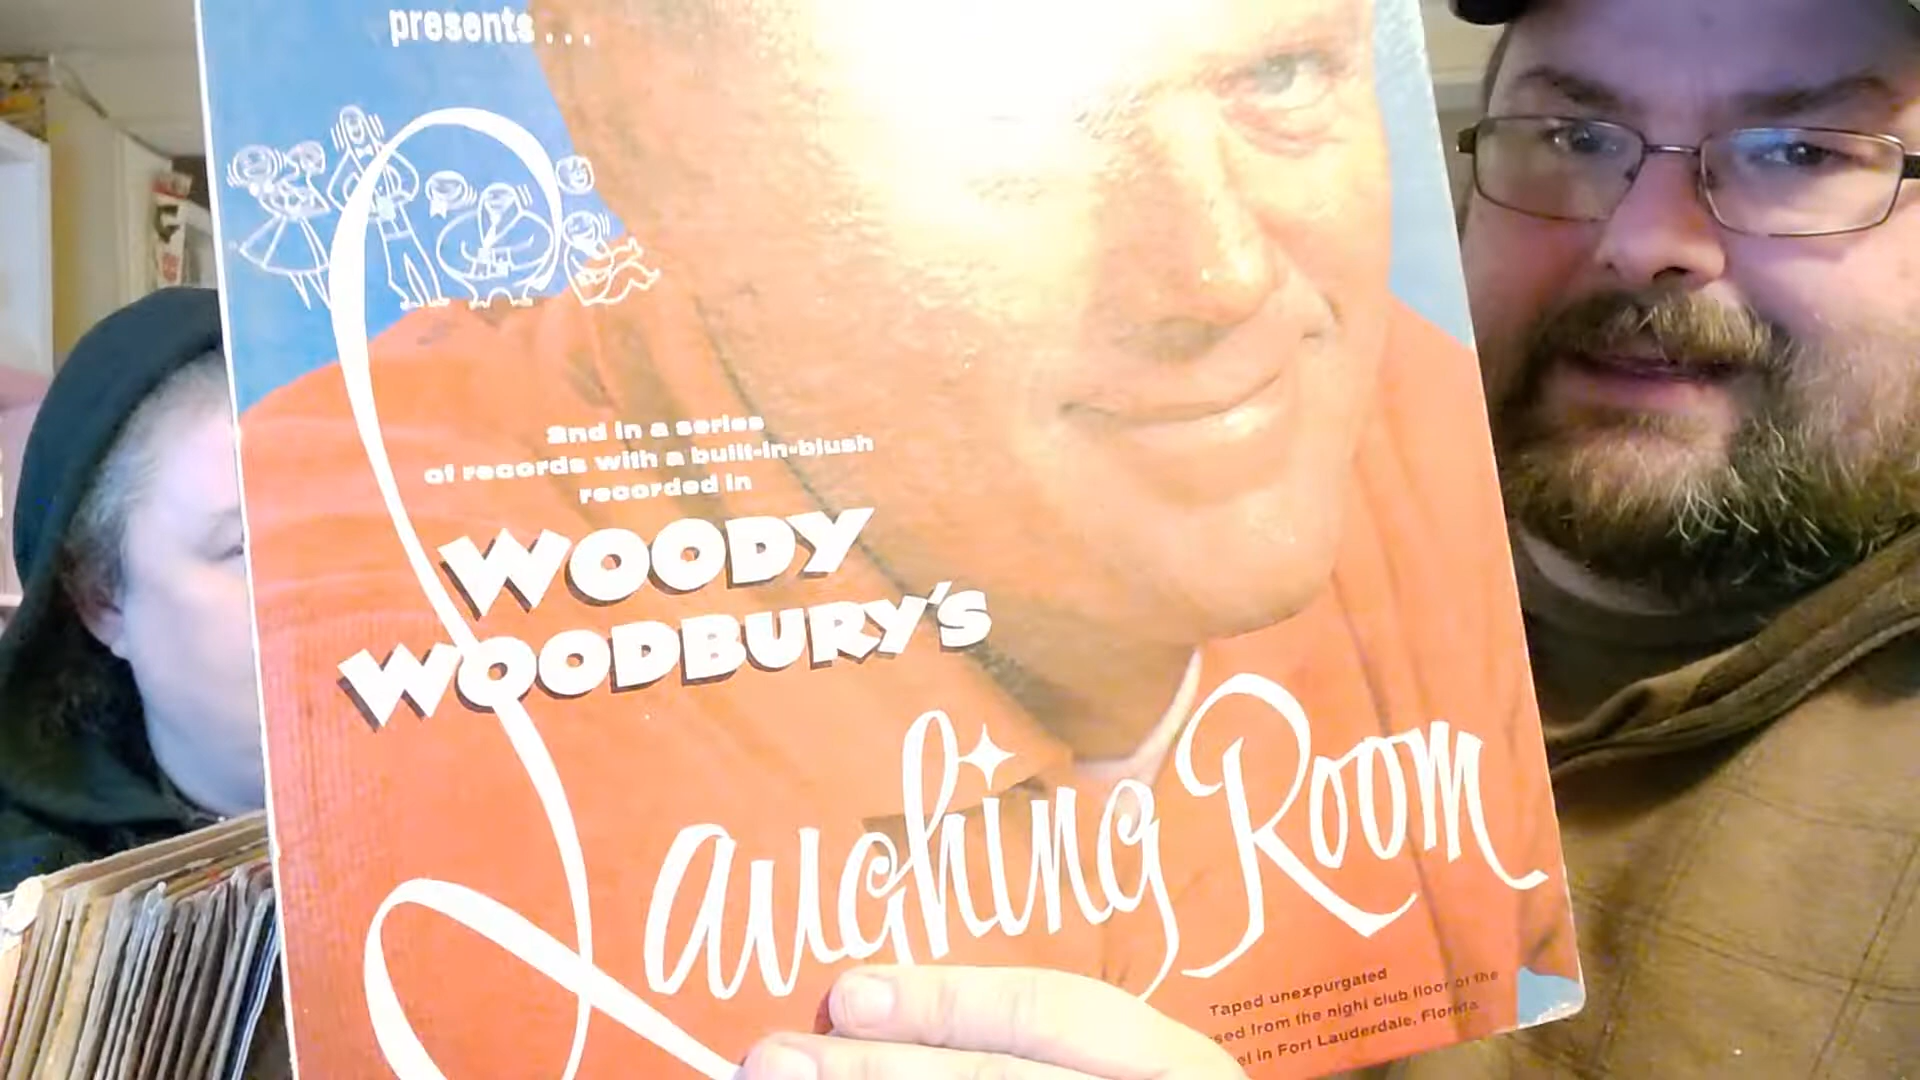 presents...
2nd in a series
of records with a built-in-blush
recorded in
WOODY
WOODBURY'S
Laughing Room
Taped unexpurgated
from the night club floor of the
in Fort Lauderdale, Florida